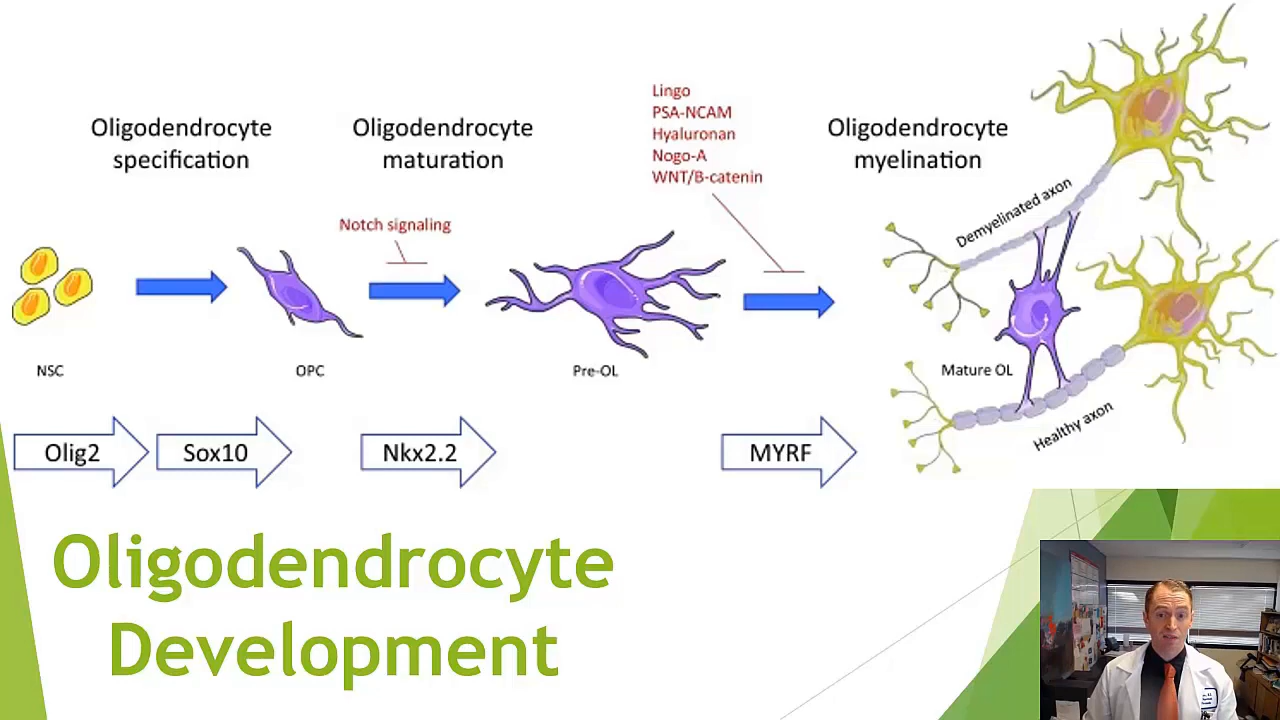 Oligodendrocyte
specification
Oligodendrocyte
maturation
Lingo
PSA-NCAM
Hyaluronan
Nogo-A
WNT/B-catenin
Oligodendrocyte
myelination
Notch signaling
Demyelinated axon
NSC
OPC
Pre-OL
Mature OL
Healthy axon
Olig2
Sox10
Nkx2.2
MYRF
Oligodendrocyte
Development